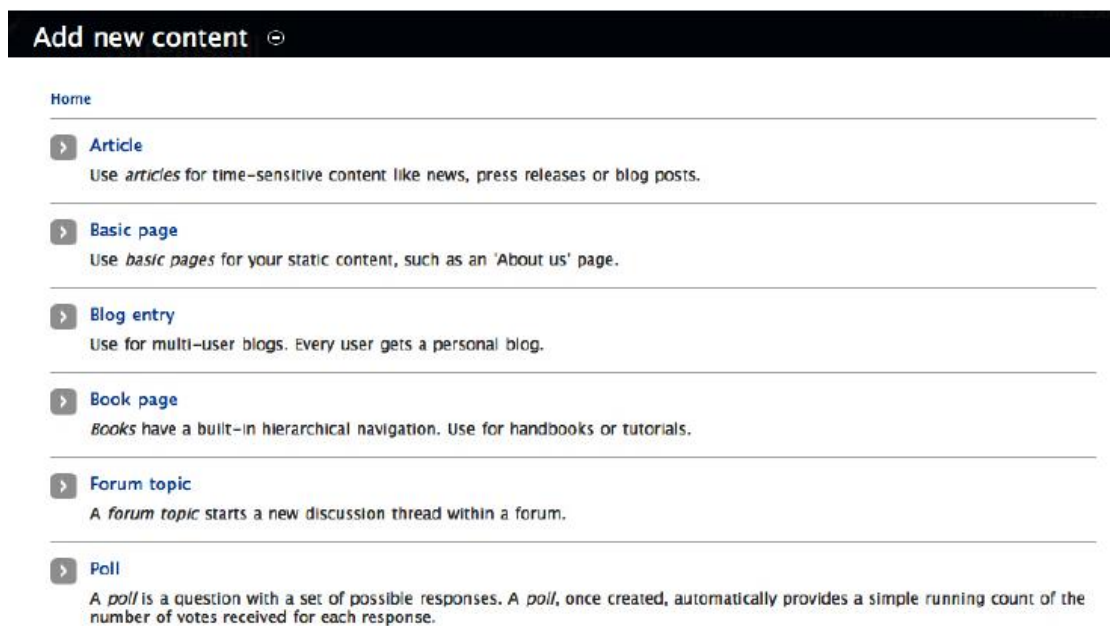 Add new content
Home
Article
Use articles for time-sensitive content like news, press releases or blog posts.
Basic page
Use basic pages for your static content, such as an 'About us' page.
Blog entry
Use for multi-user blogs. Every user gets a personal blog.
Book page
Books have a built-in hierarchical navigation. Use for handbooks or tutorials.
Forum topic
A forum topic starts a new discussion thread within a forum.
Poll
A poll is a question with a set of possible responses. A poll, once created, automatically provides a simple running count of the
number of votes received for each response.